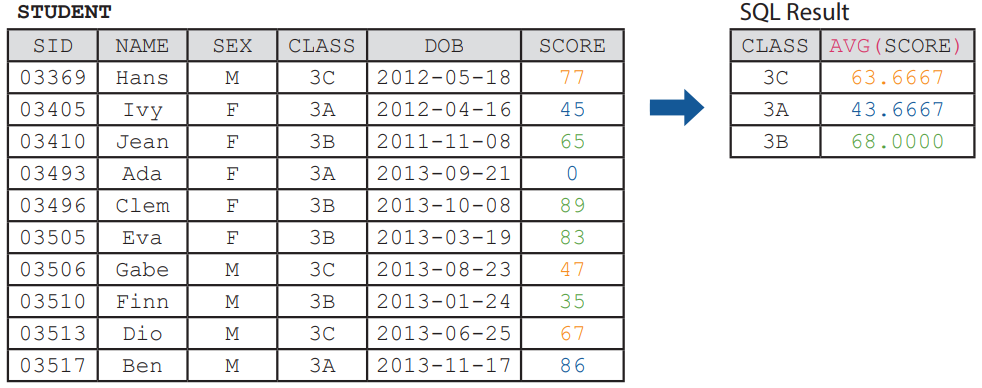 STUDENT
SID NAME SEX CLASS DOB SCORE
03369 Hans M 3C 2012-05-18 77
03405 Ivy F 3A 2012-04-16 45
03410 Jean F 3B 2011-11-08 65
03493 Ada F 3A 2013-09-21 0
03496 Clem F 3B 2013-10-08 89
03505 Eva F 3B 2013-03-19 83
03506 Gabe M 3C 2013-08-23 47
03510 Finn M 3B 2013-01-24 35
03513 Dio M 3C 2013-06-25 67
03517 Ben M 3A 2013-11-17 86
SQL Result
CLASS AVG(SCORE)
3C 63.6667
3A 43.6667
3B 68.0000